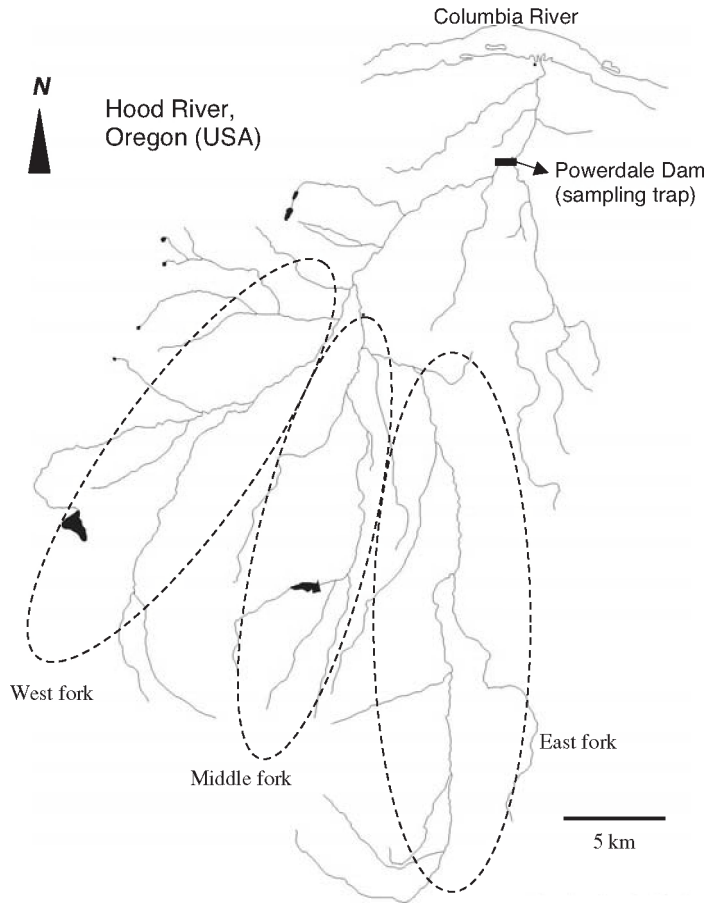 Columbia River
N
Hood River,
Oregon (USA)
Powerdale Dam
(sampling trap)
West fork
Middle fork
East fork
5 km